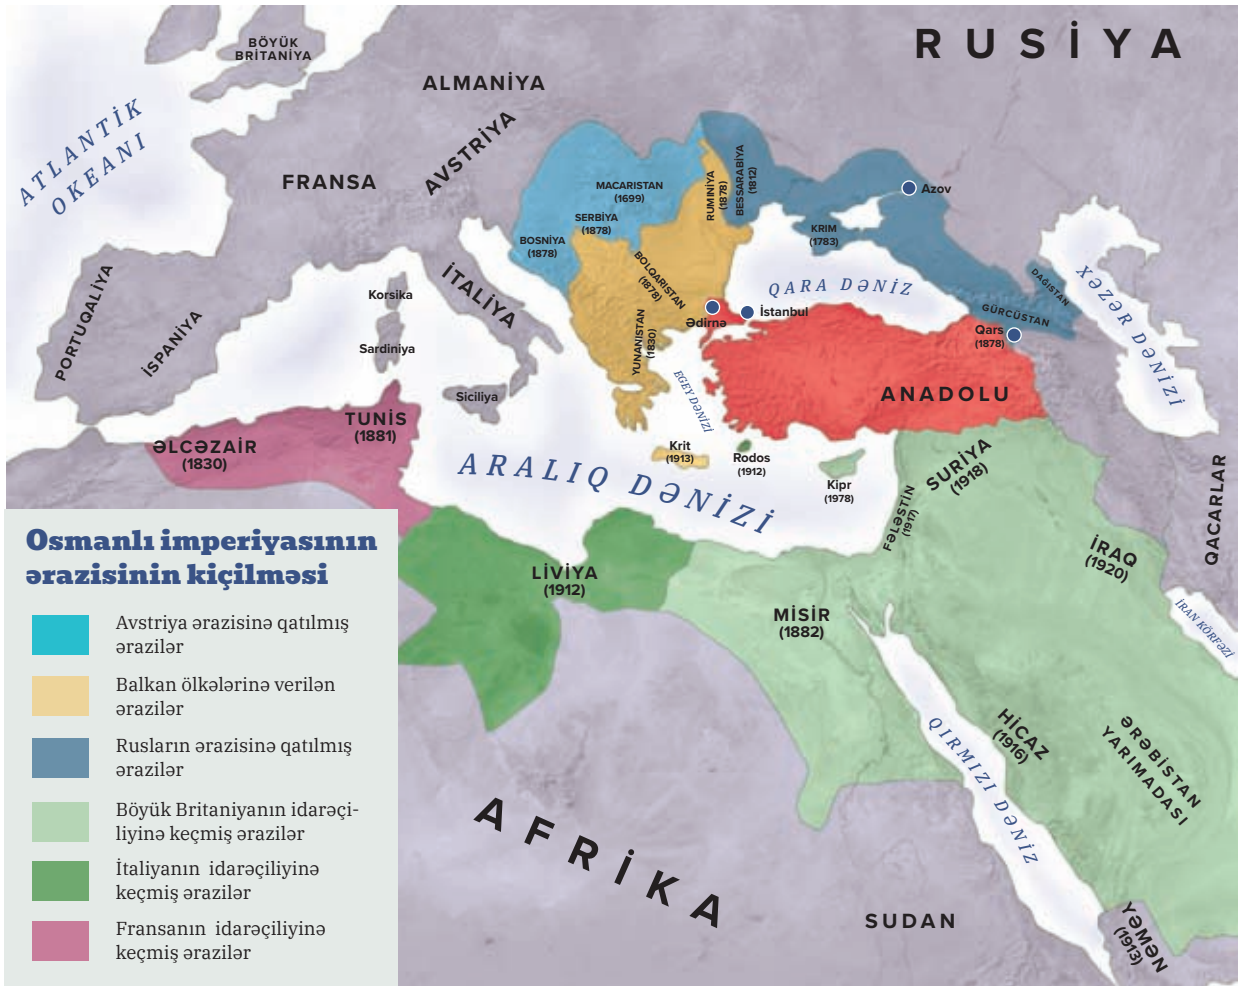 BÖYÜK
BRİTANİYA
RUSİYA
ALMANİYA
ATLANTİK
OKEANI
AVSTRİYA
FRANSA
MACARISTAN
(1699)
RUMINİYA
(1878)
BESSARABİYA
(1812)
Azov
SERBİYA
(1878)
KRIM
(1783)
BOSNİYA
(1878)
BOLQARISTAN
(1878)
PORTUQALİYA
İSPANİYA
Korsika
İTALİYA
QARA DƏNİZ
DAĞISTAN
XƏZƏR DƏNİZİ
Ədirnə
İstanbul
GÜRCÜSTAN
Qars
(1878)
Sardiniya
YUNANISTAN
(1830)
EGEY DƏNİZİ
ANADOLU
Siciliya
TUNİS
(1881)
ƏLCƏZAİR
(1830)
Krit
(1913)
Rodos
(1912)
Kipr
(1978)
ARALIQ DƏNİZİ
SURİYA
(1918)
FƏLƏSTİN
(1917)
İRAQ
(1920)
QACARLAR
İRAN KÖRFƏZİ
LİVİYA
(1912)
MİSİR
(1882)
HİCAZ
(1916)
ƏRƏBİSTAN
YARIMADASI
QIRMIZI DƏNİZ
AFRİKA
SUDAN
YƏMƏN
(1913)
Osmanlı imperiyasının
ərazisinin kiçilməsi
Avstriya ərazisinə qatılmış
ərazilər
Balkan ölkələrinə verilən
ərazilər
Rusların ərazisinə qatılmış
ərazilər
Böyük Britaniyanın idarəçi-
liyinə keçmiş ərazilər
İtaliyanın idarəçiliyinə
keçmiş ərazilər
Fransanın idarəçiliyinə
keçmiş ərazilər